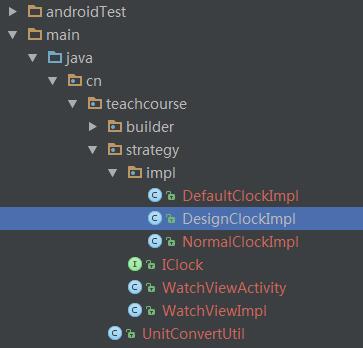 androidTest
main
java
cn
teachcourse
builder
strategy
impl
DefaultClockImpl
DesignClockImpl
NormalClockImpl
IClock
WatchViewActivity
WatchViewImpl
UnitConvertUtil